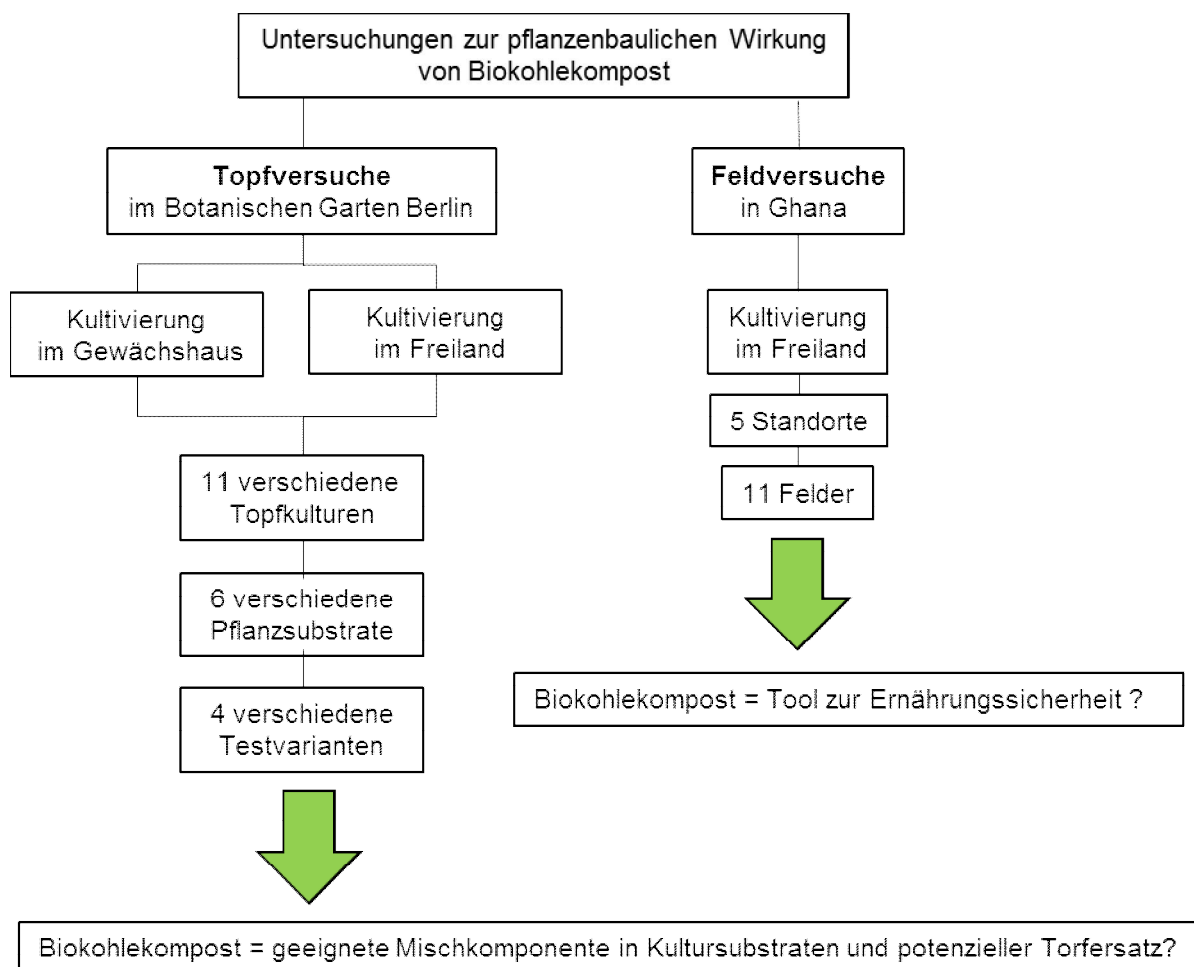 Untersuchungen zur pflanzenbaulichen Wirkung
von Biokohlekompost
Topfversuche
im Botanischen Garten Berlin
Feldversuche
in Ghana
Kultivierung
im Gewächshaus
Kultivierung
im Freiland
Kultivierung
im Freiland
5 Standorte
11 Felder
11 verschiedene
Topfkulturen
6 verschiedene
Pflanzsubstrate
4 verschiedene
Testvarianten
Biokohlekompost = Tool zur Ernährungssicherheit ?
Biokohlekompost = geeignete Mischkomponente in Kultursubstraten und potenzieller Torfersatz?